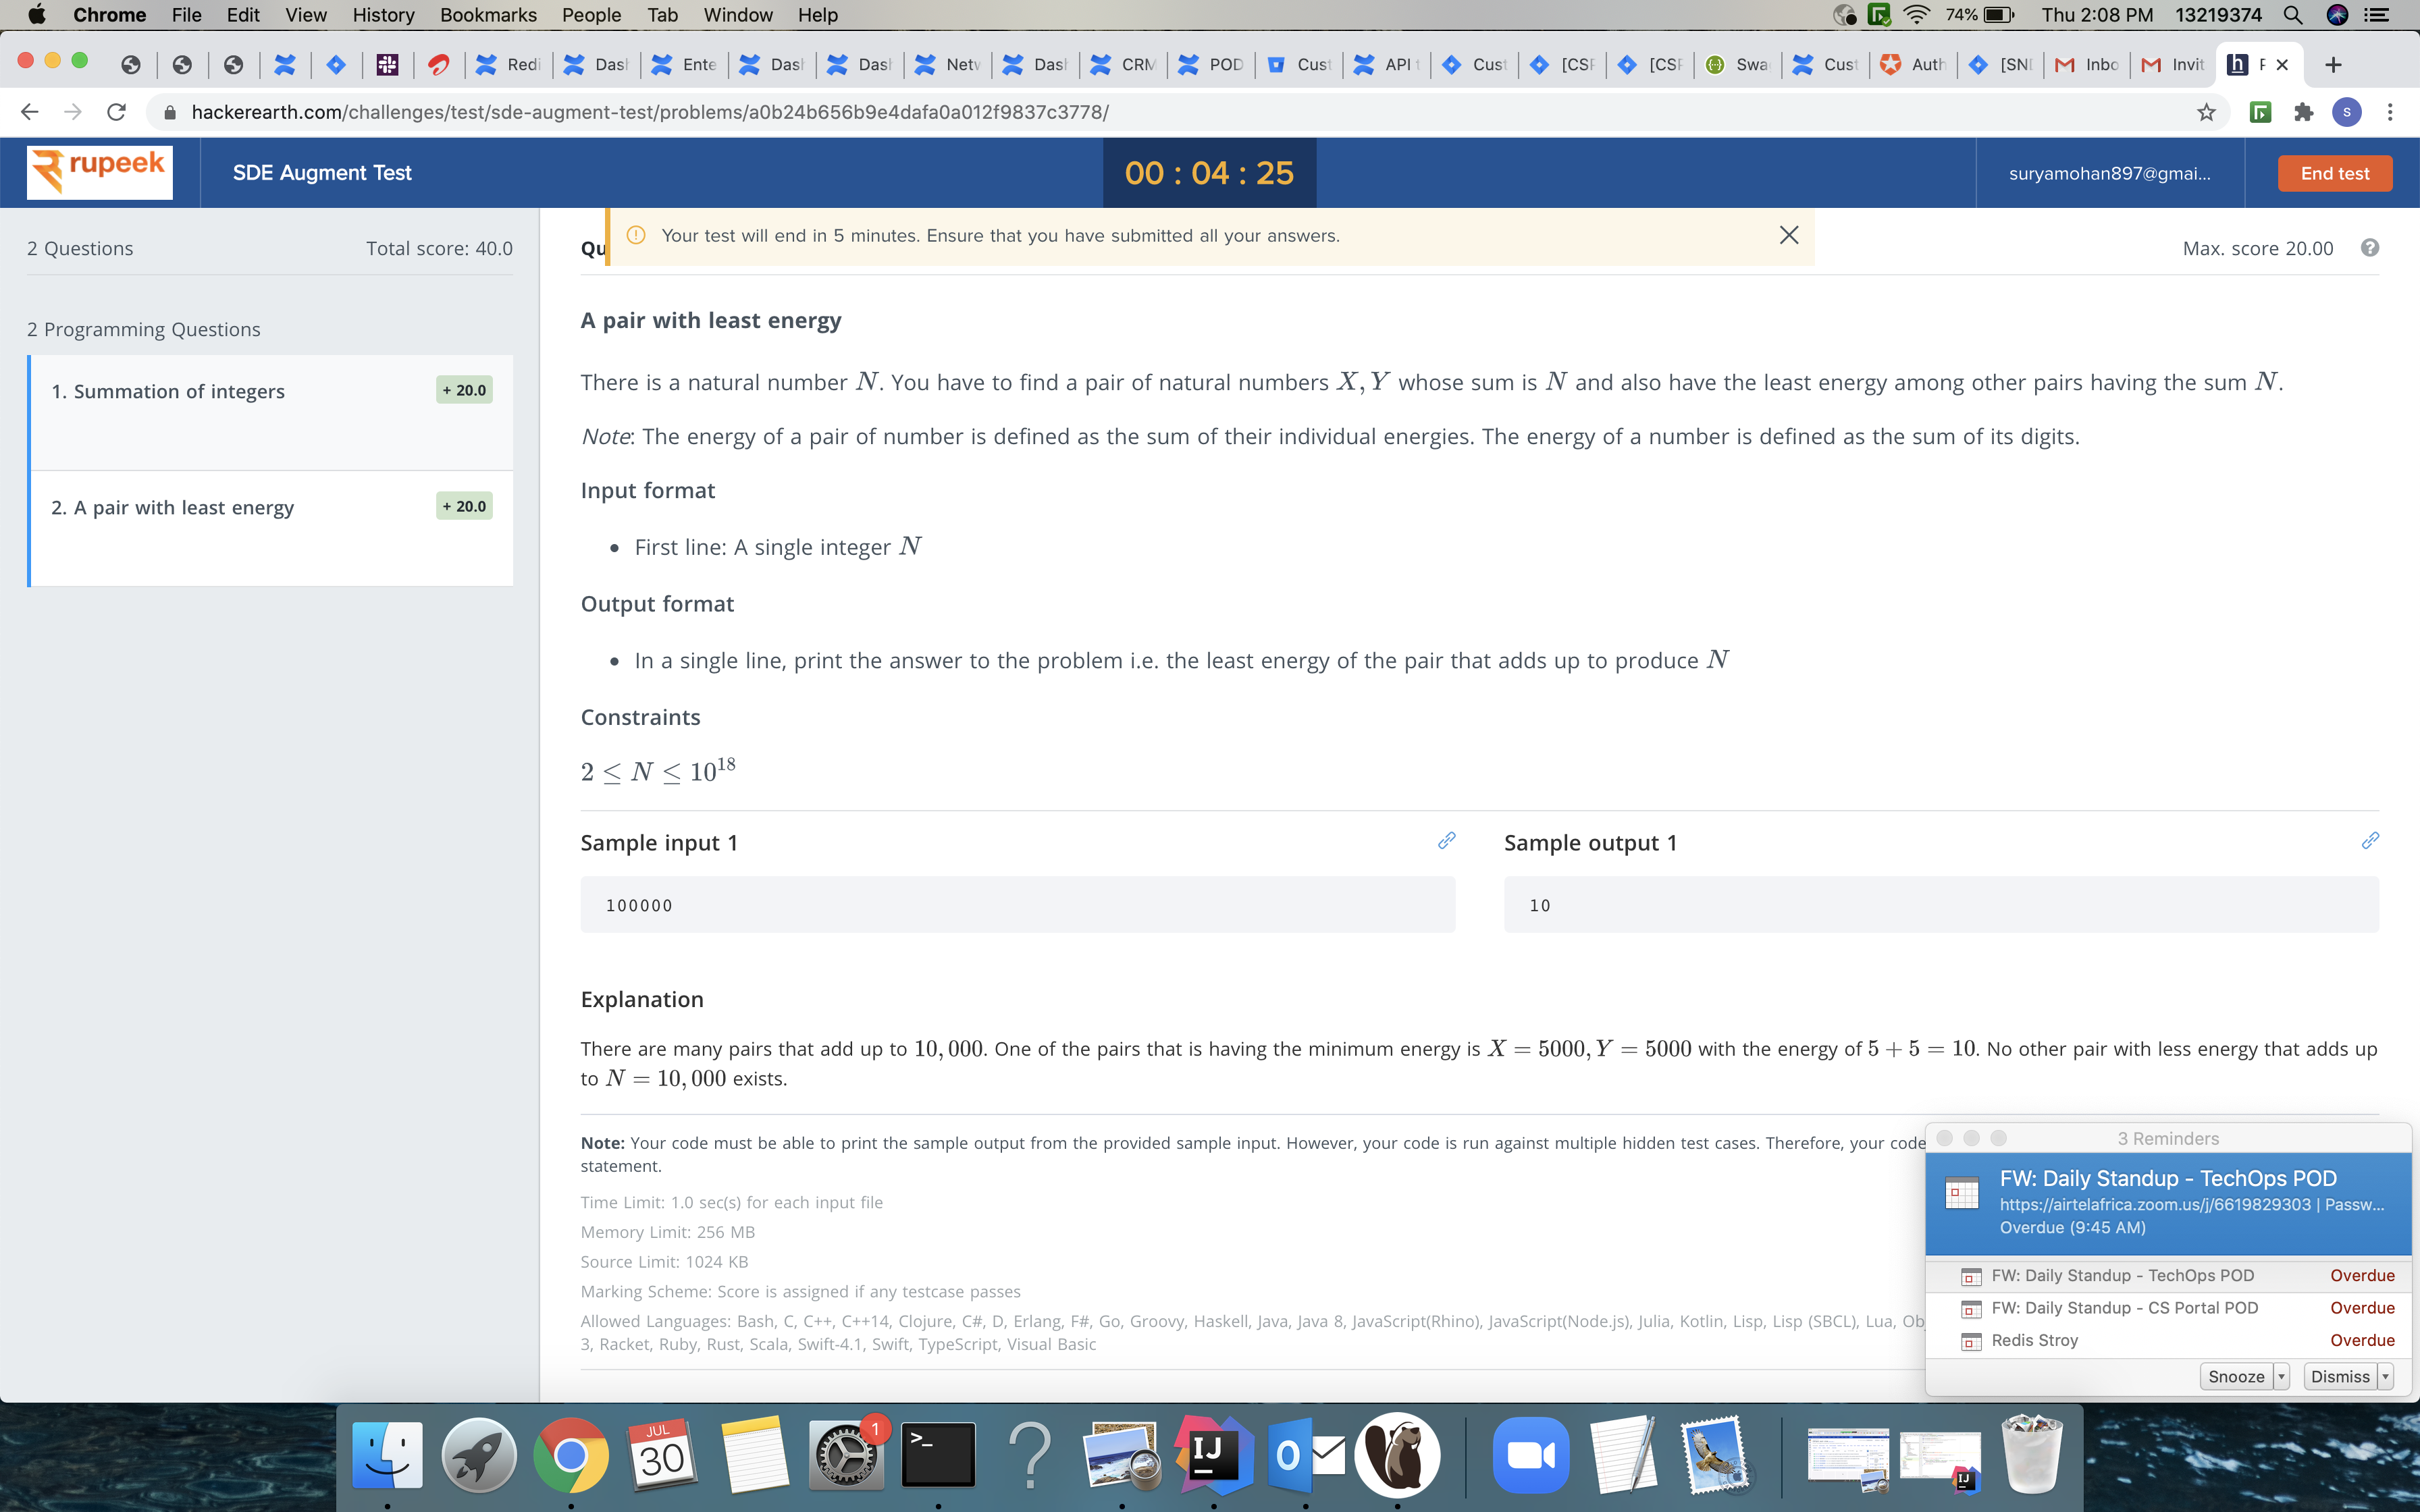 Chrome File Edit View History Bookmarks People Tab Window Help 74% Thu 2:08 PM 13219374
Redi Dash Ente Dash Dash Netw Dash CRM POD Cust API Cust [CSP [CSP Swa Cust Auth [SN Inbo Invit
hackerearth.com/challenges/test/sde-augment-test/problems/a0b24b656b9e4dafa0a012f9837c3778/ S
rupeek SDE Augment Test 00 : 04 : 25 suryamohan897@gmai... End test
Your test will end in 5 minutes. Ensure that you have submitted all your answers.
2 Questions Total score: 40.0
Qu Max. score 20.00 ?
2 Programming Questions
1. Summation of integers + 20.0
2. A pair with least energy + 20.0
A pair with least energy
There is a natural number N. You have to find a pair of natural numbers X, Y whose sum is N and also have the least energy among other pairs having the sum N.
Note: The energy of a pair of number is defined as the sum of their individual energies. The energy of a number is defined as the sum of its digits.
Input format
• First line: A single integer N
Output format
• In a single line, print the answer to the problem i.e. the least energy of the pair that adds up to produce N
Constraints
2 ≤ N ≤ 10^18
Sample input 1
100000
Sample output 1
10
Explanation
There are many pairs that add up to 10, 000. One of the pairs that is having the minimum energy is X = 5000, Y = 5000 with the energy of 5 + 5 = 10. No other pair with less energy that adds up
to N = 10, 000 exists.
Note: Your code must be able to print the sample output from the provided sample input. However, your code is run against multiple hidden test cases. Therefore, your code
statement.
Time Limit: 1.0 sec(s) for each input file
Memory Limit: 256 MB
Source Limit: 1024 KB
Marking Scheme: Score is assigned if any testcase passes
Allowed Languages: Bash, C, C++, C++14, Clojure, C#, D, Erlang, F#, Go, Groovy, Haskell, Java, Java 8, JavaScript(Rhino), JavaScript(Node.js), Julia, Kotlin, Lisp, Lisp (SBCL), Lua, Ob
3, Racket, Ruby, Rust, Scala, Swift-4.1, Swift, TypeScript, Visual Basic
3 Reminders
FW: Daily Standup - TechOps POD
https://airtelafrica.zoom.us/j/6619829303 | Passw...
Overdue (9:45 AM)
FW: Daily Standup - TechOps POD Overdue
FW: Daily Standup - CS Portal POD Overdue
Redis Stroy Overdue
Snooze Dismiss
JUL
30
1
>_
?
IJ
O
IJ